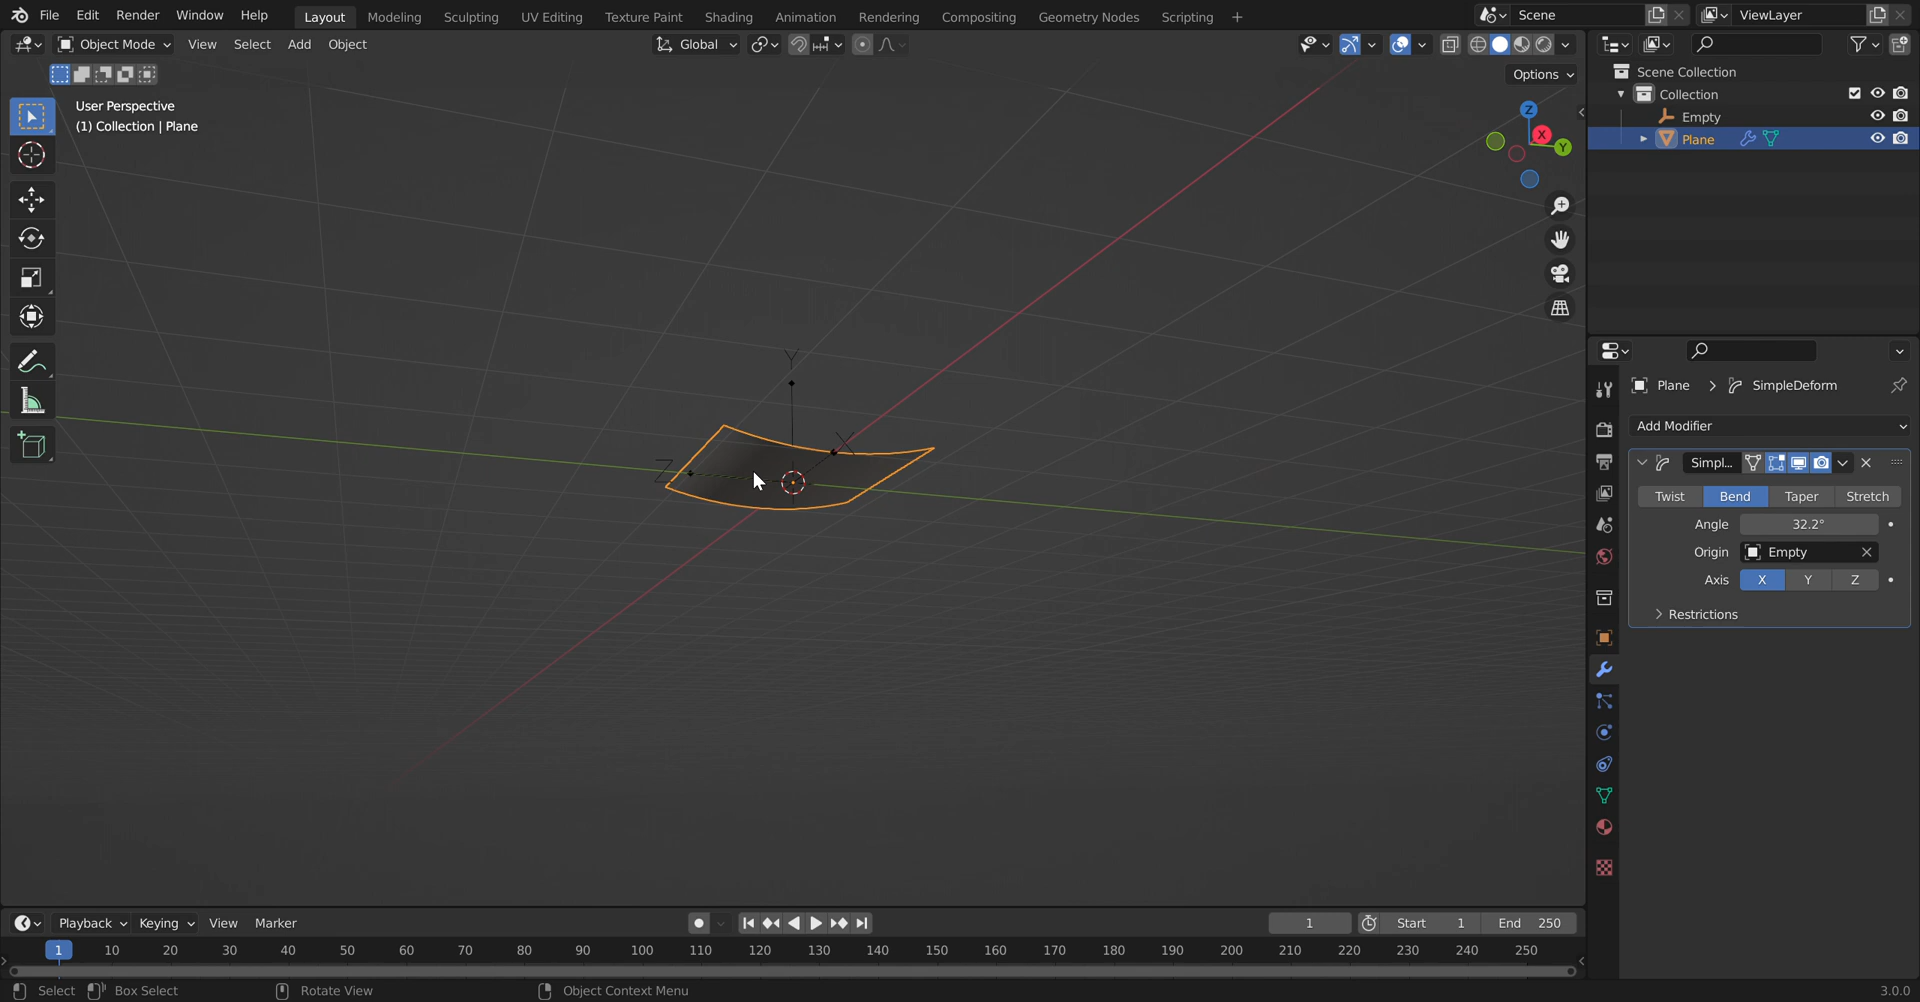 File Edit Render Window Help Layout Modeling Sculpting UV Editing Texture Paint Shading Animation Rendering Compositing Geometry Nodes Scripting + Scene ViewLayer
Object Mode View Select Add Object Global
Options
User Perspective
(1) Collection | Plane
Z
X
Y
Y
X
Z
Scene Collection
Collection
Empty
Plane
Plane > SimpleDeform
Add Modifier
Simpl...
Twist Bend Taper Stretch
Angle 32.2°
Origin Empty
Axis X Y Z
Restrictions
Playback Keying View Marker 1 Start 1 End 250
1 10 20 30 40 50 60 70 80 90 100 110 120 130 140 150 160 170 180 190 200 210 220 230 240 250
Select Box Select Rotate View Object Context Menu 3.0.0